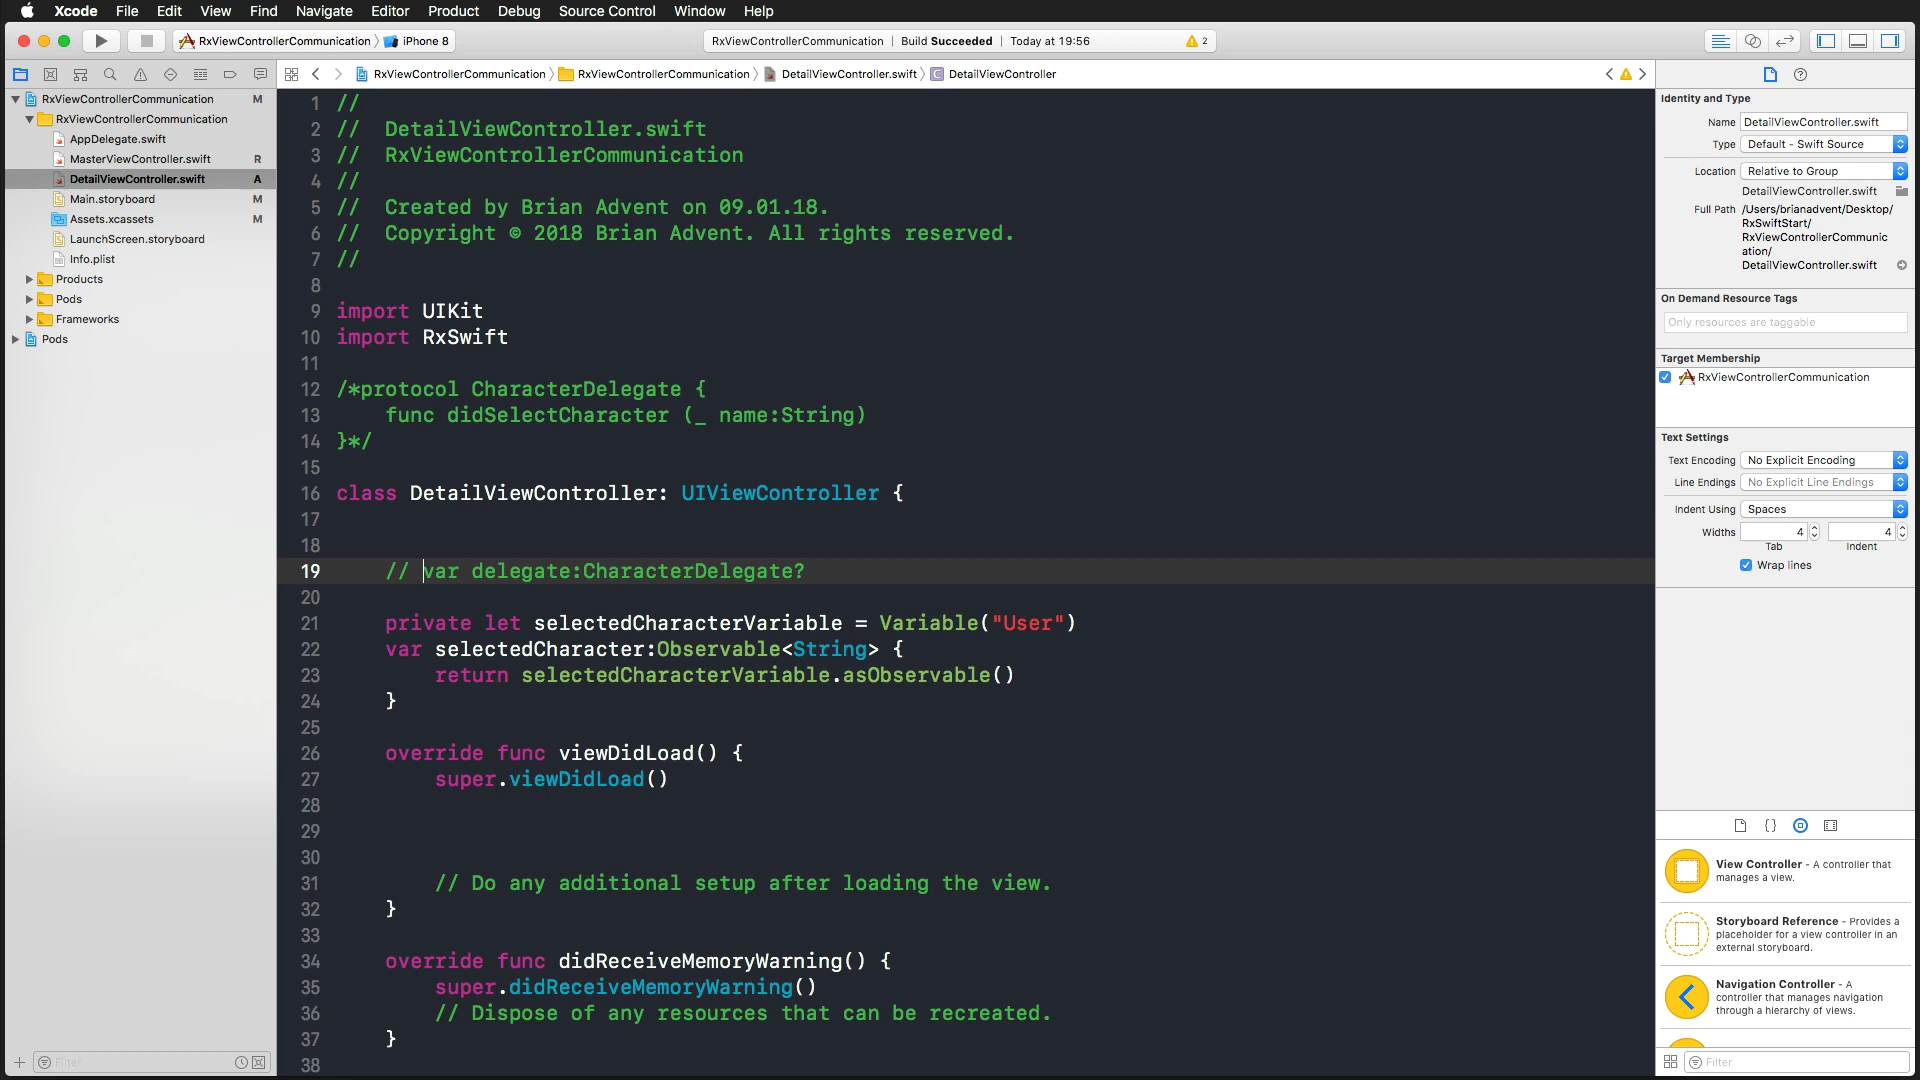 Xcode File Edit View Find Navigate Editor Product Debug Source Control Window Help
RxViewControllerCommunication iPhone 8
RxViewControllerCommunication | Build Succeeded | Today at 19:56 2
RxViewControllerCommunication RxViewControllerCommunication DetailViewController.swift C DetailViewController
RxViewControllerCommunication M
RxViewControllerCommunication
AppDelegate.swift
MasterViewController.swift R
DetailViewController.swift A
Main.storyboard M
Assets.xcassets M
LaunchScreen.storyboard
Info.plist
Products
Pods
Frameworks
Pods
Filter
1 //
2 // DetailViewController.swift
3 // RxViewControllerCommunication
4 //
5 // Created by Brian Advent on 09.01.18.
6 // Copyright © 2018 Brian Advent. All rights reserved.
7 //
8
9 import UIKit
10 import RxSwift
11
12 /*protocol CharacterDelegate {
13 func didSelectCharacter (_ name:String)
14 }*/
15
16 class DetailViewController: UIViewController {
17
18
19 // var delegate:CharacterDelegate?
20
21 private let selectedCharacterVariable = Variable("User")
22 var selectedCharacter:Observable<String> {
23 return selectedCharacterVariable.asObservable()
24 }
25
26 override func viewDidLoad() {
27 super.viewDidLoad()
28
29
30
31 // Do any additional setup after loading the view.
32 }
33
34 override func didReceiveMemoryWarning() {
35 super.didReceiveMemoryWarning()
36 // Dispose of any resources that can be recreated.
37 }
38
Identity and Type
Name DetailViewController.swift
Type Default - Swift Source
Location Relative to Group
DetailViewController.swift
Full Path /Users/brianadvent/Desktop/
RxSwiftStart/
RxViewControllerCommunic
ation/
DetailViewController.swift
On Demand Resource Tags
Only resources are taggable
Target Membership
RxViewControllerCommunication
Text Settings
Text Encoding No Explicit Encoding
Line Endings No Explicit Line Endings
Indent Using Spaces
Widths 4 4
Tab Indent
Wrap lines
View Controller - A controller that
manages a view.
Storyboard Reference - Provides a
placeholder for a view controller in an
external storyboard.
Navigation Controller - A
controller that manages navigation
through a hierarchy of views.
Filter